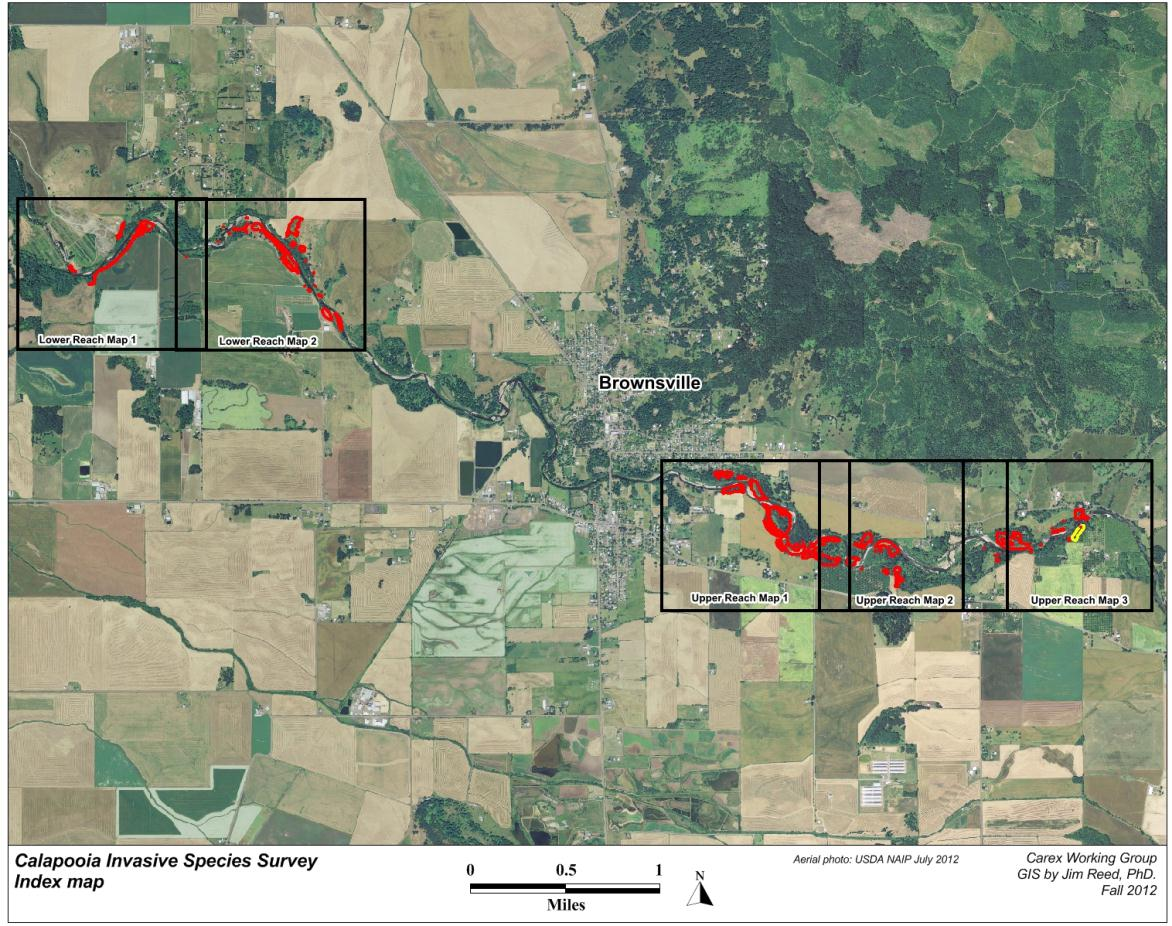 Lower Reach Map 1
Lower Reach Map 2
Brownsville
Upper Reach Map 1
Upper Reach Map 2
Upper Reach Map 3
Calapooia Invasive Species Survey
Index map
0 0.5 1
Miles
N
Aerial photo: USDA NAIP July 2012
Carex Working Group
GIS by Jim Reed, PhD.
Fall 2012